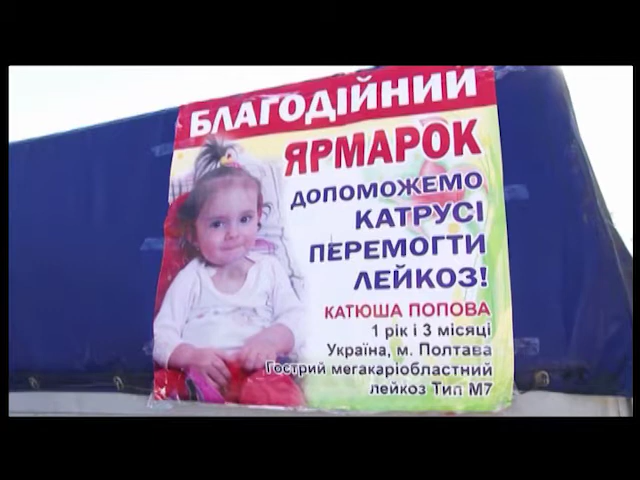 БЛАГОДІЙНИЙ
ЯРМАРОК
ДОПОМОЖЕМО
КАТРУСІ
ПЕРЕМОГТИ
ЛЕЙКОЗ!
КАТЮША ПОПОВА
1 рік і 3 місяці
Україна, м. Полтава
Гострий мегакаріобластний
лейкоз Тип М7